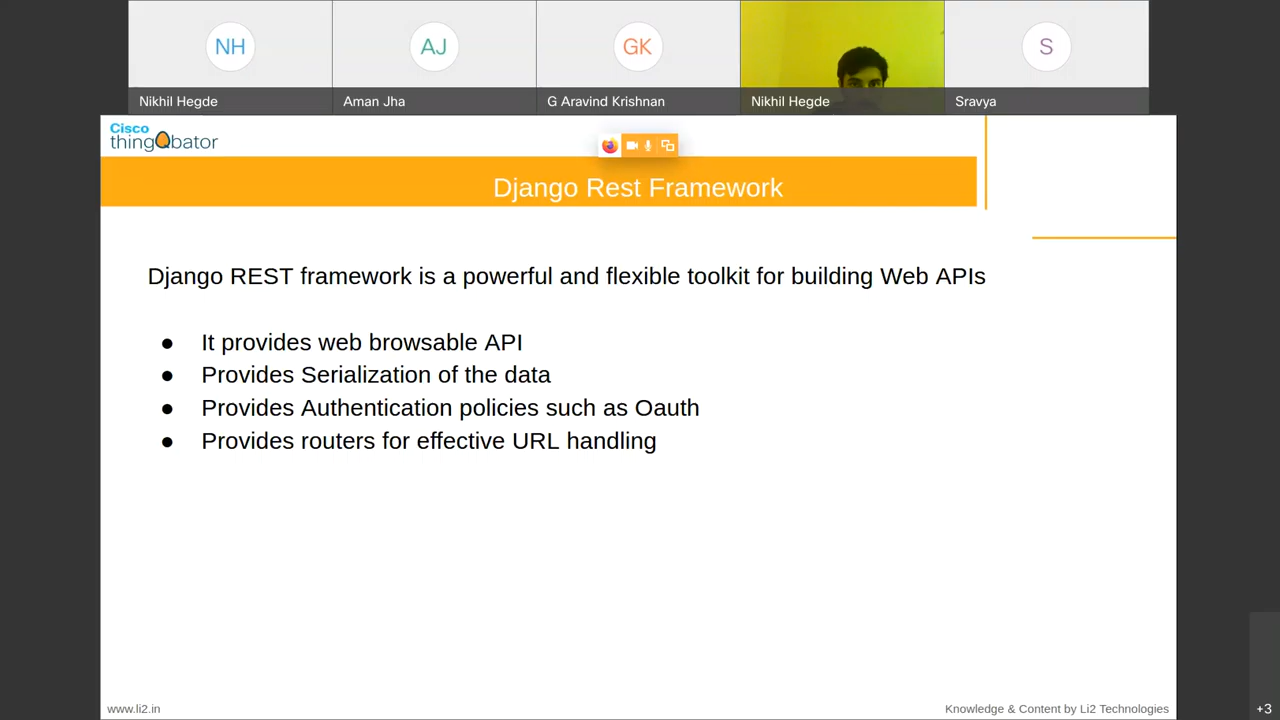 NH
AJ
GK
S
Nikhil Hegde
Aman Jha
G Aravind Krishnan
Nikhil Hegde
Sravya
Cisco
thingQbator
Django Rest Framework
Django REST framework is a powerful and flexible toolkit for building Web APIs
● It provides web browsable API
● Provides Serialization of the data
● Provides Authentication policies such as Oauth
● Provides routers for effective URL handling
www.li2.in
Knowledge & Content by Li2 Technologies
+3